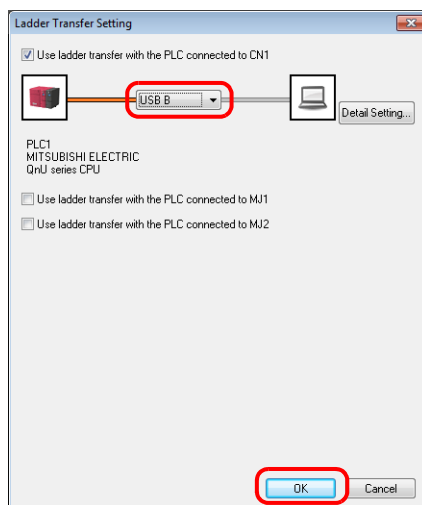 Ladder Transfer Setting
Use ladder transfer with the PLC connected to CN1
USB B
Detail Setting...
PLC1
MITSUBISHI ELECTRIC
QnU series CPU
Use ladder transfer with the PLC connected to MJ1
Use ladder transfer with the PLC connected to MJ2
OK
Cancel